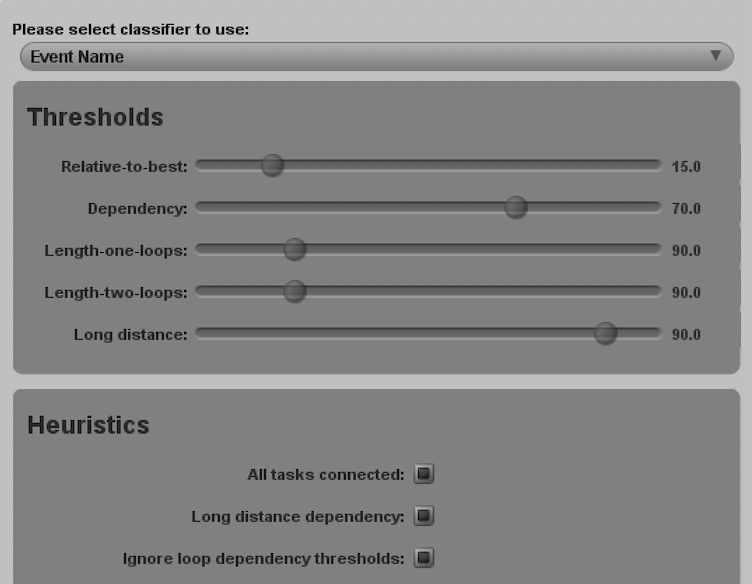 Please select classifier to use:
Event Name
Thresholds
Relative-to-best: 15.0
Dependency: 70.0
Length-one-loops: 90.0
Length-two-loops: 90.0
Long distance: 90.0
Heuristics
All tasks connected:
Long distance dependency:
Ignore loop dependency thresholds: